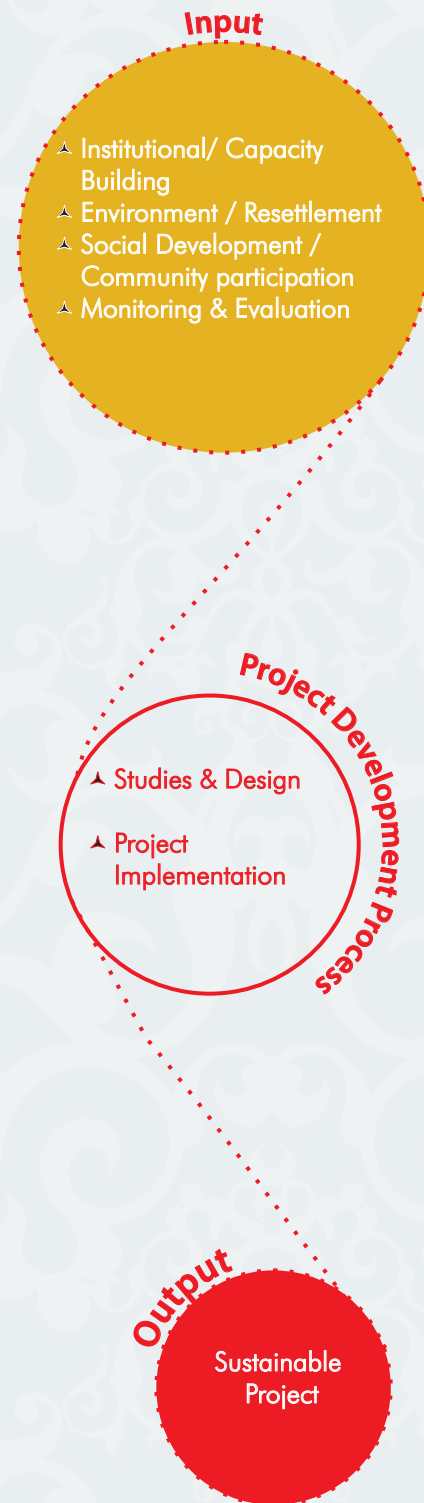 Input
Institutional/ Capacity
Building
Environment / Resettlement
Social Development /
Community participation
Monitoring & Evaluation
Project Development Process
Studies & Design
Project
Implementation
Output
Sustainable
Project